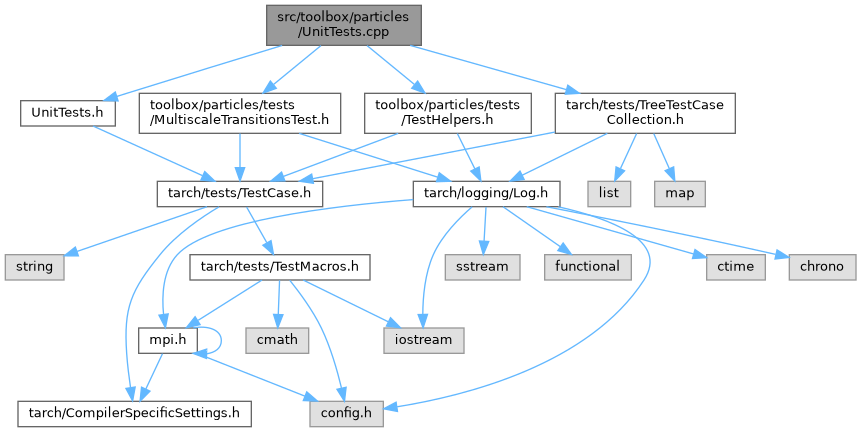 src/toolbox/particles
/UnitTests.cpp
UnitTests.h
toolbox/particles/tests
/MultiscaleTransitionsTest.h
toolbox/particles/tests
/TestHelpers.h
tarch/tests/TreeTestCase
Collection.h
tarch/tests/TestCase.h
tarch/logging/Log.h
list
map
string
tarch/tests/TestMacros.h
sstream
functional
ctime
chrono
mpi.h
cmath
iostream
tarch/CompilerSpecificSettings.h
config.h